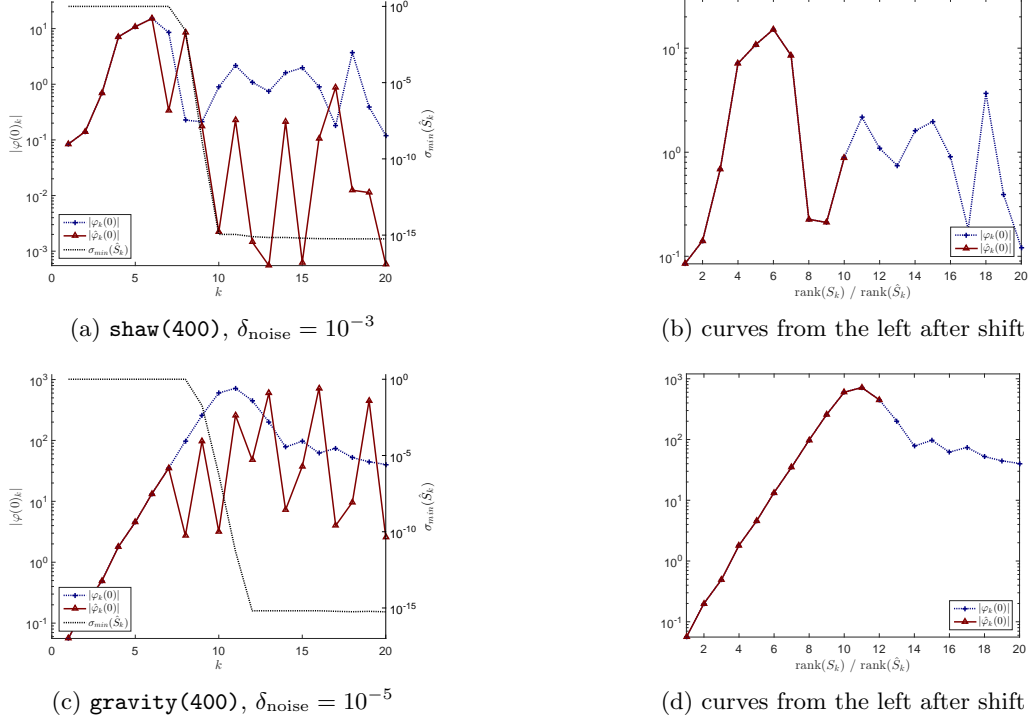 10^1
10^0
10^-1
10^-2
10^-3
|φ(0)_k|
10^0
10^-5
10^-10
10^-15
σ_min(Ŝ_k)
|φ_k(0)|
|φ̂_k(0)|
σ_min(Ŝ_k)
0 5 10 15 20
k
(a) shaw(400), δ_noise = 10^-3
10^1
10^0
10^-1
|φ_k(0)|
|φ̂_k(0)|
2 4 6 8 10 12 14 16 18 20
rank(S_k) / rank(Ŝ_k)
(b) curves from the left after shift
10^3
10^2
10^1
10^0
10^-1
|φ(0)_k|
10^0
10^-5
10^-10
10^-15
σ_min(Ŝ_k)
|φ_k(0)|
|φ̂_k(0)|
σ_min(Ŝ_k)
0 5 10 15 20
k
(c) gravity(400), δ_noise = 10^-5
10^3
10^2
10^1
10^0
10^-1
|φ_k(0)|
|φ̂_k(0)|
2 4 6 8 10 12 14 16 18 20
rank(S_k) / rank(Ŝ_k)
(d) curves from the left after shift